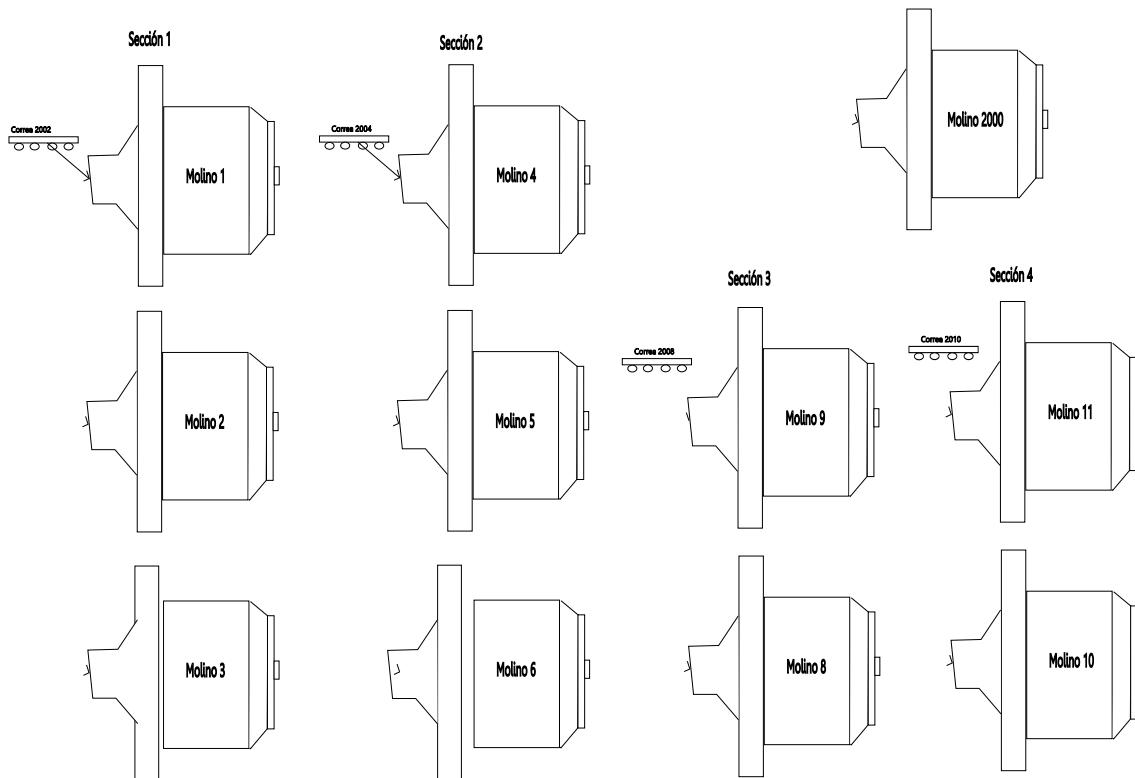 Sección 1
Sección 2
Correa 2002
Correa 2004
Molino 2000
Molino 1
Molino 4
Sección 3
Sección 4
Correa 2008
Correa 2010
Molino 2
Molino 5
Molino 9
Molino 11
Molino 3
Molino 6
Molino 8
Molino 10